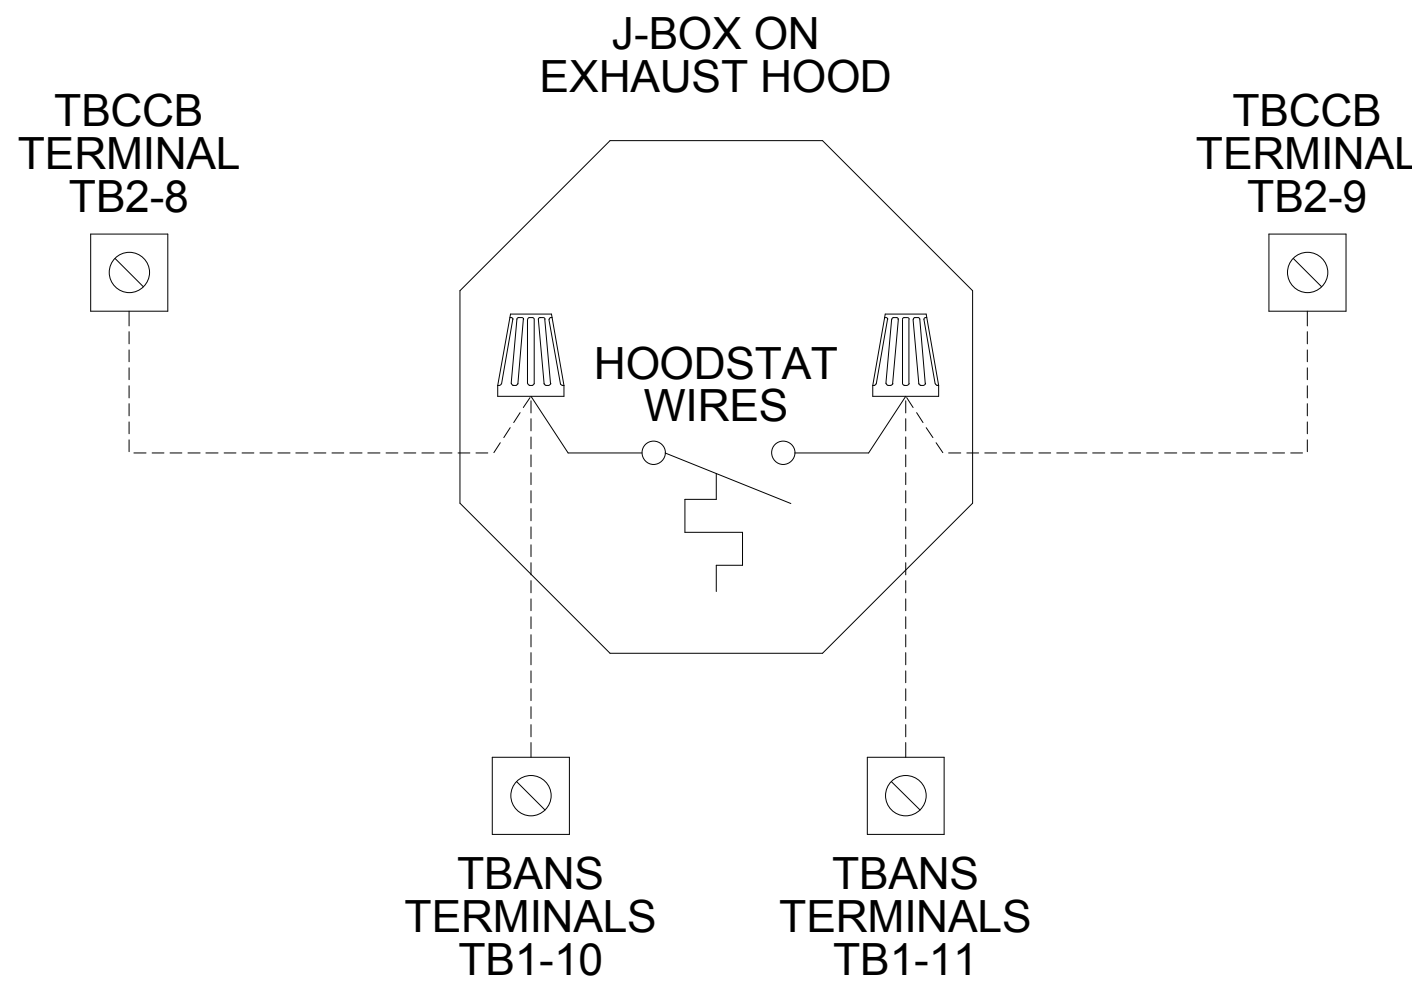 J-BOX ON
EXHAUST HOOD
TBCCB
TERMINAL
TB2-8
TBCCB
TERMINAL
TB2-9
HOODSTAT
WIRES
TBANS
TERMINALS
TB1-10
TBANS
TERMINALS
TB1-11